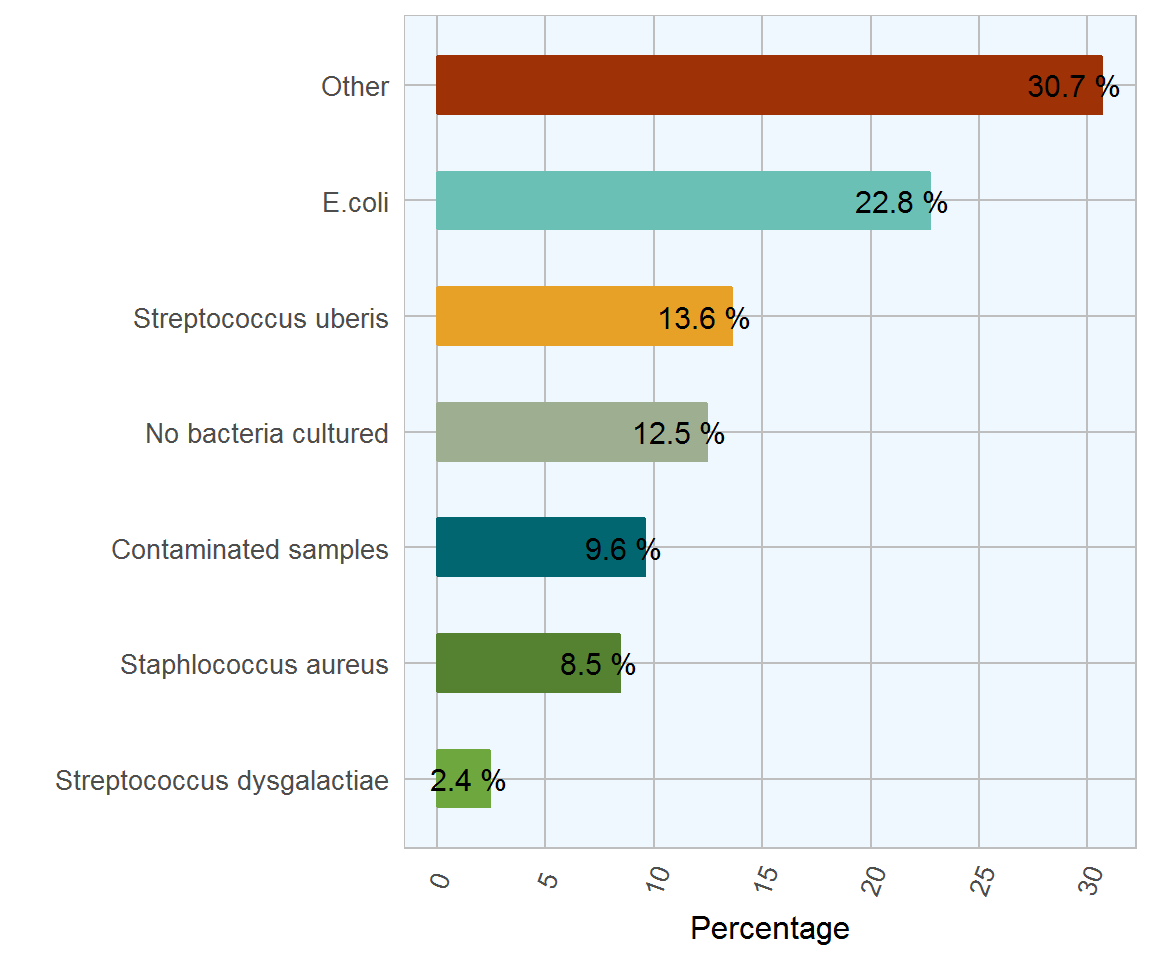 Other
30.7 %
E.coli
22.8 %
Streptococcus uberis
13.6 %
No bacteria cultured
12.5 %
Contaminated samples
9.6 %
Staphlococcus aureus
8.5 %
Streptococcus dysgalactiae
2.4 %
0 5 10 15 20 25 30
Percentage